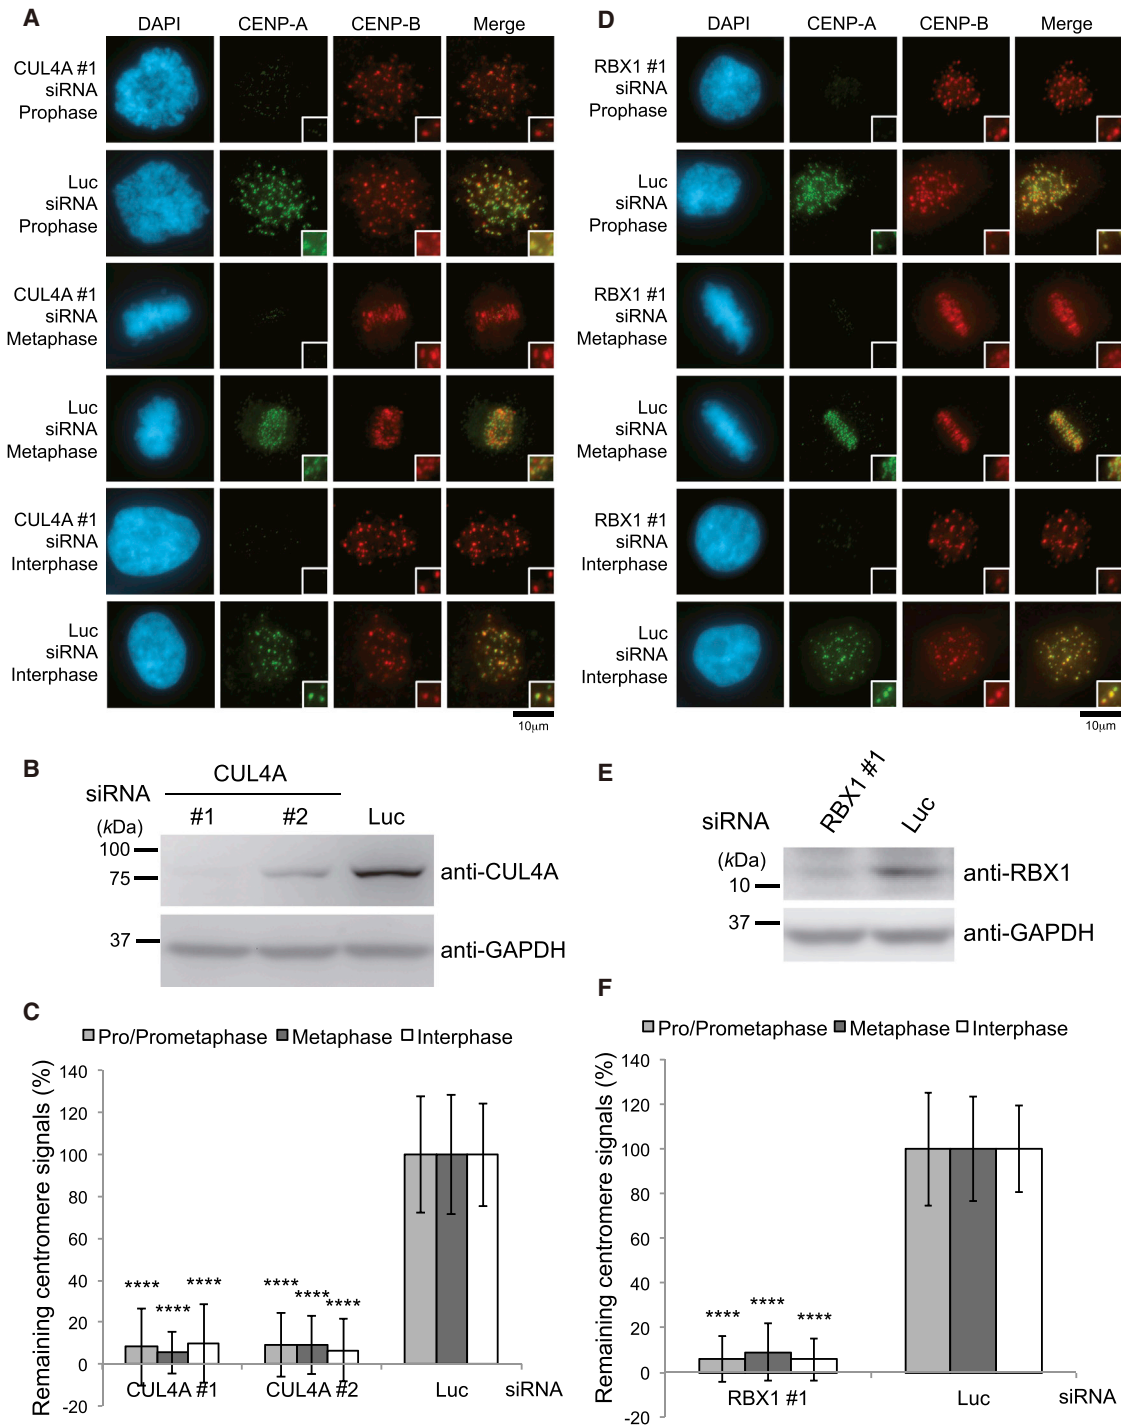 A
DAPI CENP-A CENP-B Merge
CUL4A #1
siRNA
Prophase
Luc
siRNA
Prophase
CUL4A #1
siRNA
Metaphase
Luc
siRNA
Metaphase
CUL4A #1
siRNA
Interphase
Luc
siRNA
Interphase
10μm
D
DAPI CENP-A CENP-B Merge
RBX1 #1
siRNA
Prophase
Luc
siRNA
Prophase
RBX1 #1
siRNA
Metaphase
Luc
siRNA
Metaphase
RBX1 #1
siRNA
Interphase
Luc
siRNA
Interphase
10μm
B
CUL4A
siRNA
#1 #2 Luc
(kDa)
100
75
anti-CUL4A
37
anti-GAPDH
E
siRNA RBX1 #1 Luc
(kDa)
10
anti-RBX1
37
anti-GAPDH
C
Pro/Prometaphase Metaphase Interphase
Remaining centromere signals (%)
140
120
100
80
60
40
20
0
-20
**** **** ****
**** **** ****
CUL4A #1 CUL4A #2 Luc siRNA
F
Pro/Prometaphase Metaphase Interphase
Remaining centromere signals (%)
140
120
100
80
60
40
20
0
-20
**** **** ****
RBX1 #1 Luc siRNA